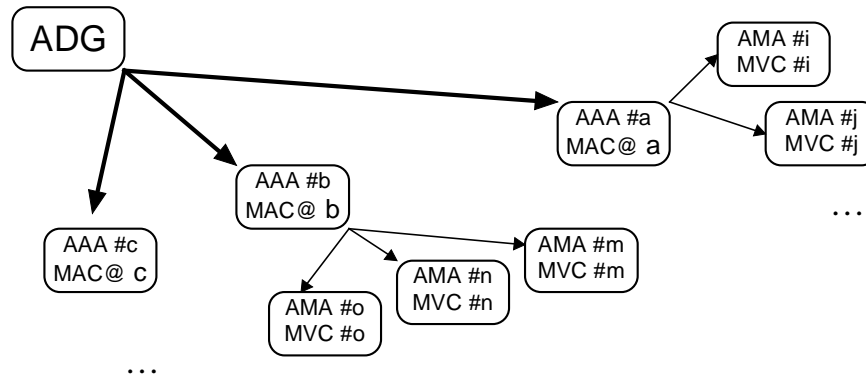 ADG
AMA #i
MVC #i
AAA #a
MAC@ a
AMA #j
MVC #j
AAA #b
MAC@ b
…
AAA #c
MAC@ c
AMA #m
MVC #m
AMA #n
MVC #n
AMA #o
MVC #o
…